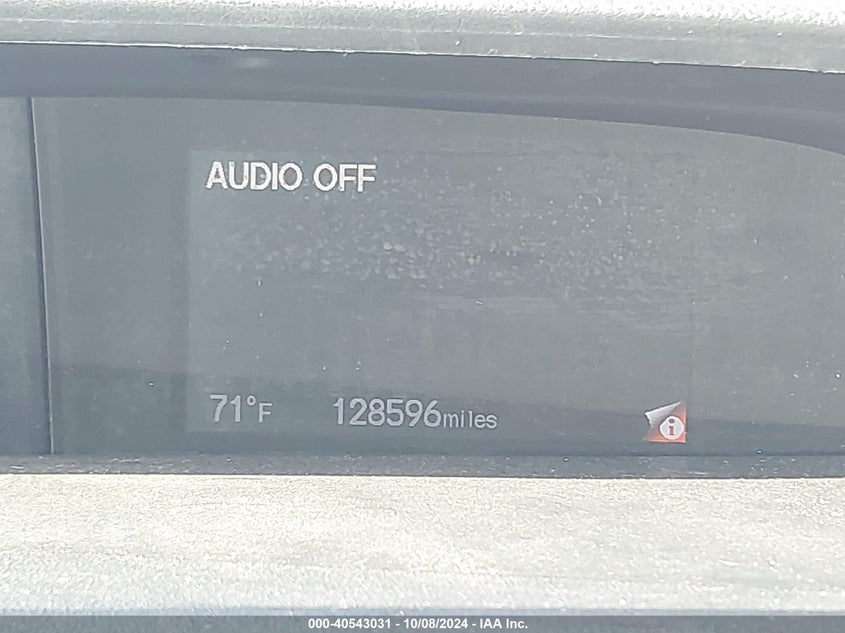 AUDIO OFF
71°F 128596miles
i
000-40543031 - 10/08/2024 - IAA Inc.